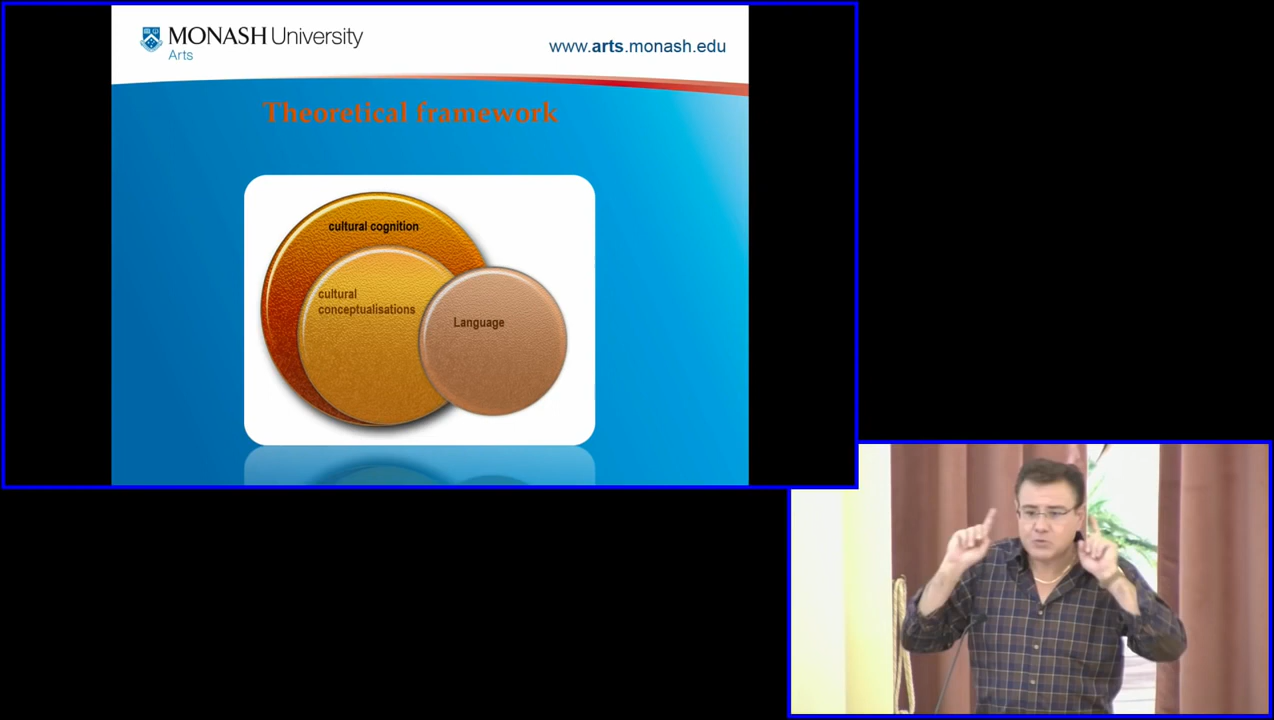 MONASH University
Arts
www.arts.monash.edu
Theoretical framework
cultural cognition
cultural
conceptualisations
Language